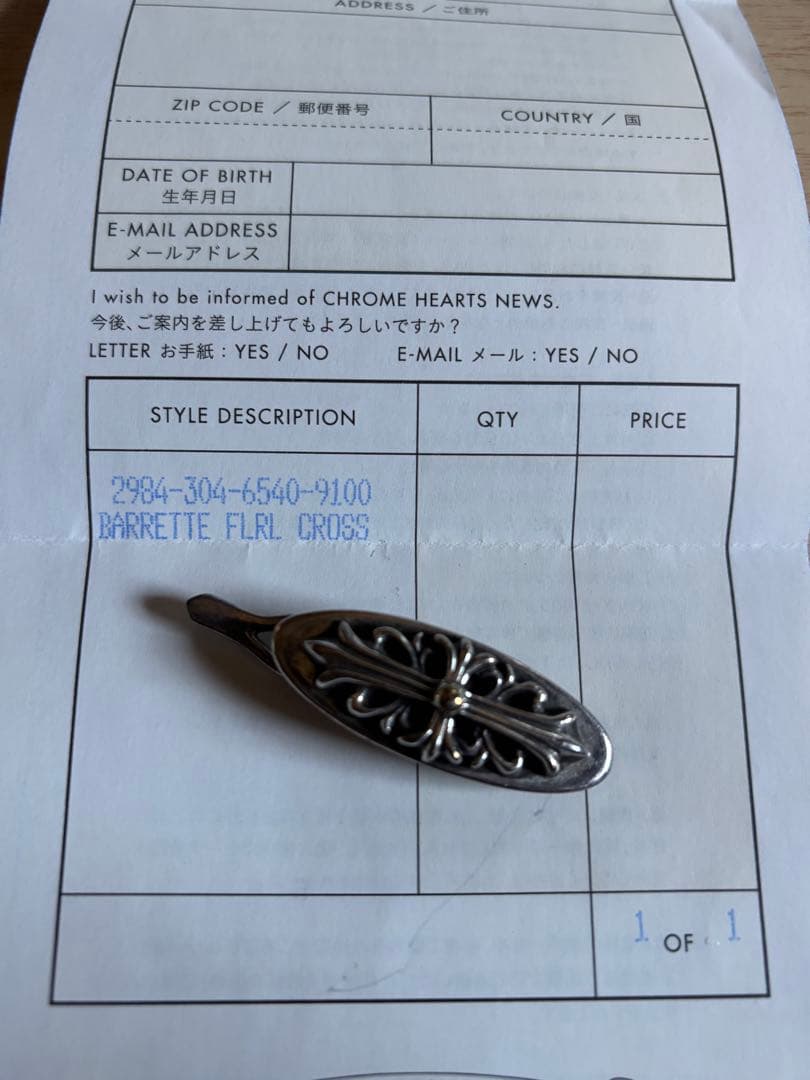 ADDRESS / ご住所
ZIP CODE / 郵便番号
COUNTRY / 国
DATE OF BIRTH
生年月日
E-MAIL ADDRESS
メールアドレス
I wish to be informed of CHROME HEARTS NEWS.
今後、ご案内を差し上げてもよろしいですか?
LETTER お手紙 : YES / NO E-MAIL メール : YES / NO
STYLE DESCRIPTION QTY PRICE
2984-304-6540-9100
BARRETTE FLRL CROSS
1 OF 1